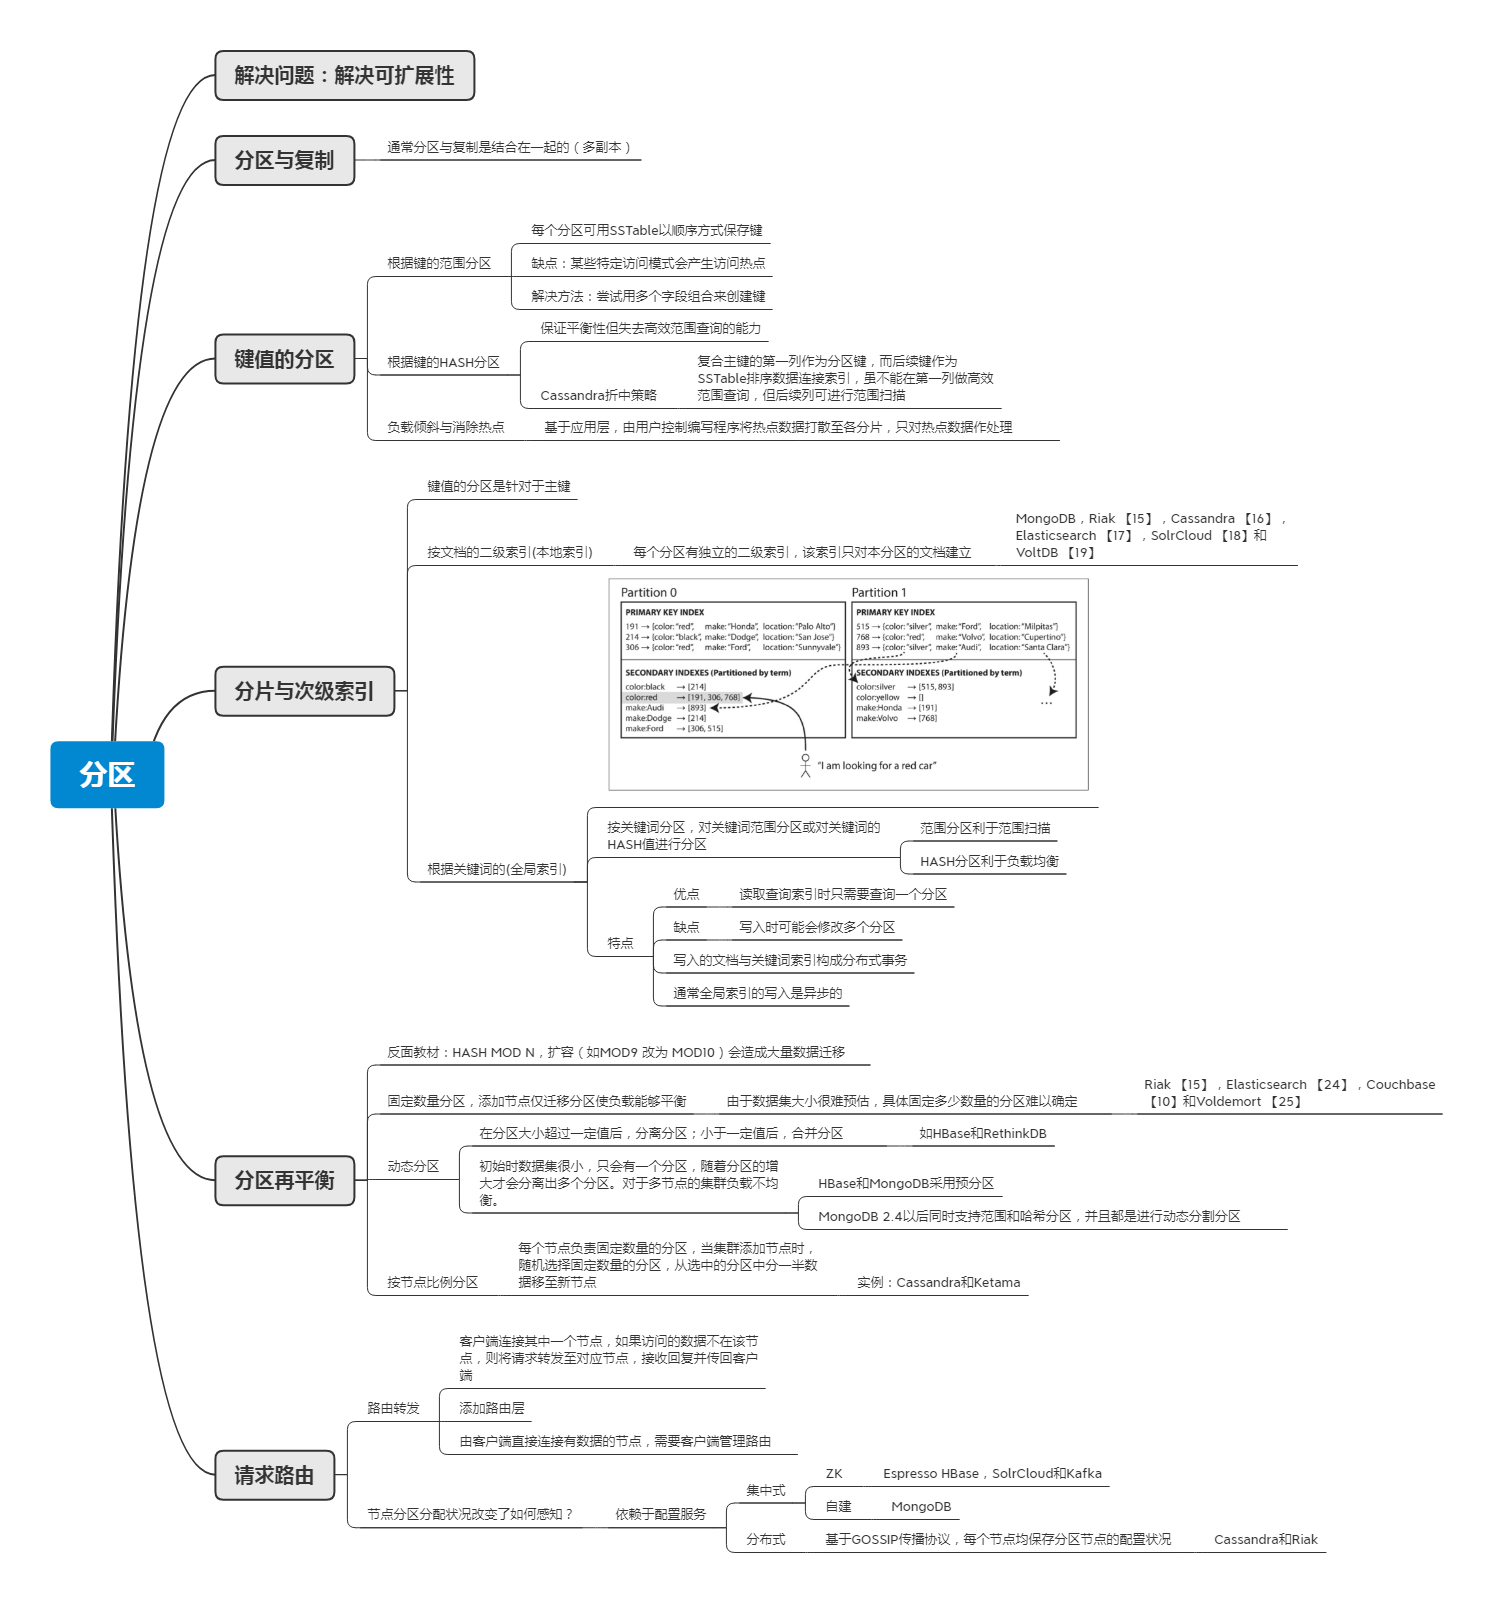 分区
解决问题：解决可扩展性
分区与复制
通常分区与复制是结合在一起的（多副本）
键值的分区
根据键的范围分区
每个分区可用SSTable以顺序方式保存键
缺点：某些特定访问模式会产生访问热点
解决方法：尝试用多个字段组合来创建键
根据键的HASH分区
保证平衡性但失去高效范围查询的能力
Cassandra折中策略
复合主键的第一列作为分区键，而后续键作为
SSTable排序数据连接索引，虽不能在第一列做高效
范围查询，但后续列可进行范围扫描
负载倾斜与消除热点
基于应用层，由用户控制编写程序将热点数据打散至各分片，只对热点数据作处理
分片与次级索引
键值的分区是针对于主键
按文档的二级索引(本地索引)
每个分区有独立的二级索引，该索引只对本分区的文档建立
MongoDB，Riak 【15】，Cassandra 【16】，
Elasticsearch 【17】，SolrCloud 【18】和
VoltDB 【19】
根据关键词的(全局索引)
Partition 0
PRIMARY KEY INDEX
191 → {color: "red", make: "Honda", location: "Palo Alto"}
214 → {color: "black", make: "Dodge", location: "San Jose"}
306 → {color: "red", make: "Ford", location: "Sunnyvale"}
SECONDARY INDEXES (Partitioned by term)
color:black → [214]
color:red → [191, 306, 768]
make:Audi → [893]
make:Dodge → [214]
make:Ford → [306, 515]
Partition 1
PRIMARY KEY INDEX
515 → {color: "silver", make: "Ford", location: "Milpitas"}
768 → {color: "red", make: "Volvo", location: "Cupertino"}
893 → {color: "silver", make: "Audi", location: "Santa Clara"}
SECONDARY INDEXES (Partitioned by term)
color:silver → [515, 893]
color:yellow → []
make:Honda → [191]
make:Volvo → [768]
...
"I am looking for a red car"
按关键词分区，对关键词范围分区或对关键词的
HASH值进行分区
范围分区利于范围扫描
HASH分区利于负载均衡
特点
优点
读取查询索引时只需要查询一个分区
缺点
写入时可能会修改多个分区
写入的文档与关键词索引构成分布式事务
通常全局索引的写入是异步的
分区再平衡
反面教材：HASH MOD N，扩容（如MOD9 改为 MOD10）会造成大量数据迁移
固定数量分区，添加节点仅迁移分区使负载能够平衡
由于数据集大小很难预估，具体固定多少数量的分区难以确定
Riak 【15】，Elasticsearch 【24】，Couchbase
【10】和Voldemort 【25】
动态分区
在分区大小超过一定值后，分离分区；小于一定值后，合并分区
如HBase和RethinkDB
初始时数据集很小，只会有一个分区，随着分区的增
大才会分离出多个分区。对于多节点的集群负载不均
衡。
HBase和MongoDB采用预分区
MongoDB 2.4以后同时支持范围和哈希分区，并且都是进行动态分割分区
按节点比例分区
每个节点负责固定数量的分区，当集群添加节点时，
随机选择固定数量的分区，从选中的分区中分一半数
据移至新节点
实例：Cassandra和Ketama
请求路由
路由转发
客户端连接其中一个节点，如果访问的数据不在该节
点，则将请求转发至对应节点，接收回复并传回客户
端
添加路由层
由客户端直接连接有数据的节点，需要客户端管理路由
节点分区分配状况改变了如何感知？
依赖于配置服务
集中式
ZK
Espresso HBase，SolrCloud和Kafka
自建
MongoDB
分布式
基于GOSSIP传播协议，每个节点均保存分区节点的配置状况
Cassandra和Riak